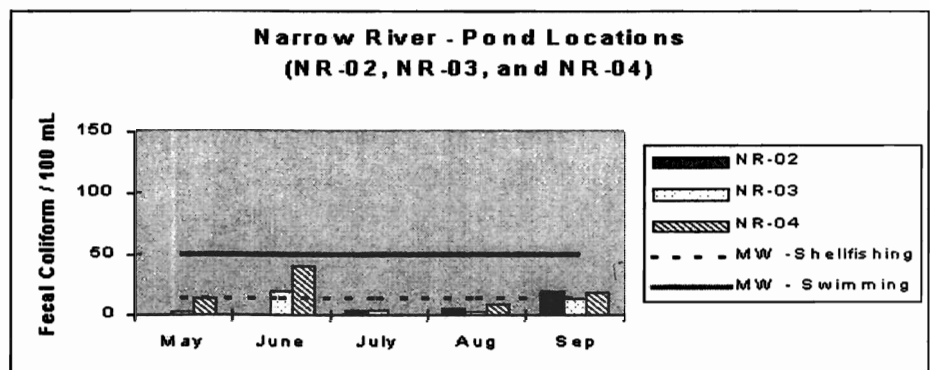 Narrow River - Pond Locations
(NR-02, NR-03, and NR-04)
Fecal Coliform / 100 mL
150
100
50
0
May June July Aug Sep
NR-02
NR-03
NR-04
MW - Shellfishing
MW - Swimming